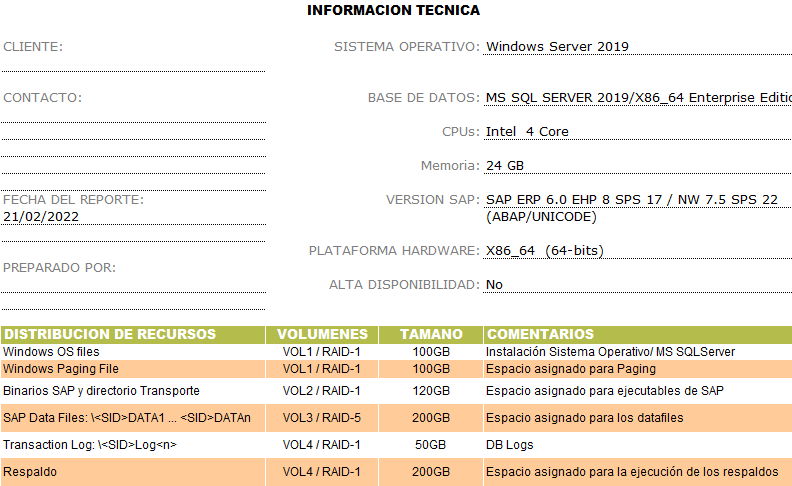 INFORMACION TECNICA
CLIENTE:
SISTEMA OPERATIVO: Windows Server 2019
CONTACTO:
BASE DE DATOS: MS SQL SERVER 2019/X86_64 Enterprise Editic
CPUs: Intel 4 Core
Memoria: 24 GB
FECHA DEL REPORTE:
21/02/2022
VERSION SAP: SAP ERP 6.0 EHP 8 SPS 17 / NW 7.5 SPS 22
(ABAP/UNICODE)
PLATAFORMA HARDWARE: X86_64 (64-bits)
PREPARADO POR:
ALTA DISPONIBILIDAD: No
DISTRIBUCION DE RECURSOS VOLUMENES TAMANO COMENTARIOS
Windows OS files VOL1 / RAID-1 100GB Instalación Sistema Operativo/ MS SQLServer
Windows Paging File VOL1 / RAID-1 100GB Espacio asignado para Paging
Binarios SAP y directorio Transporte VOL2 / RAID-1 120GB Espacio asignado para ejecutables de SAP
SAP Data Files: \<SID>DATA1 ... <SID>DATAn VOL3 / RAID-5 200GB Espacio asignado para los datafiles
Transaction Log: \<SID>Log<n> VOL4 / RAID-1 50GB DB Logs
Respaldo VOL4 / RAID-1 200GB Espacio asignado para la ejecución de los respaldos